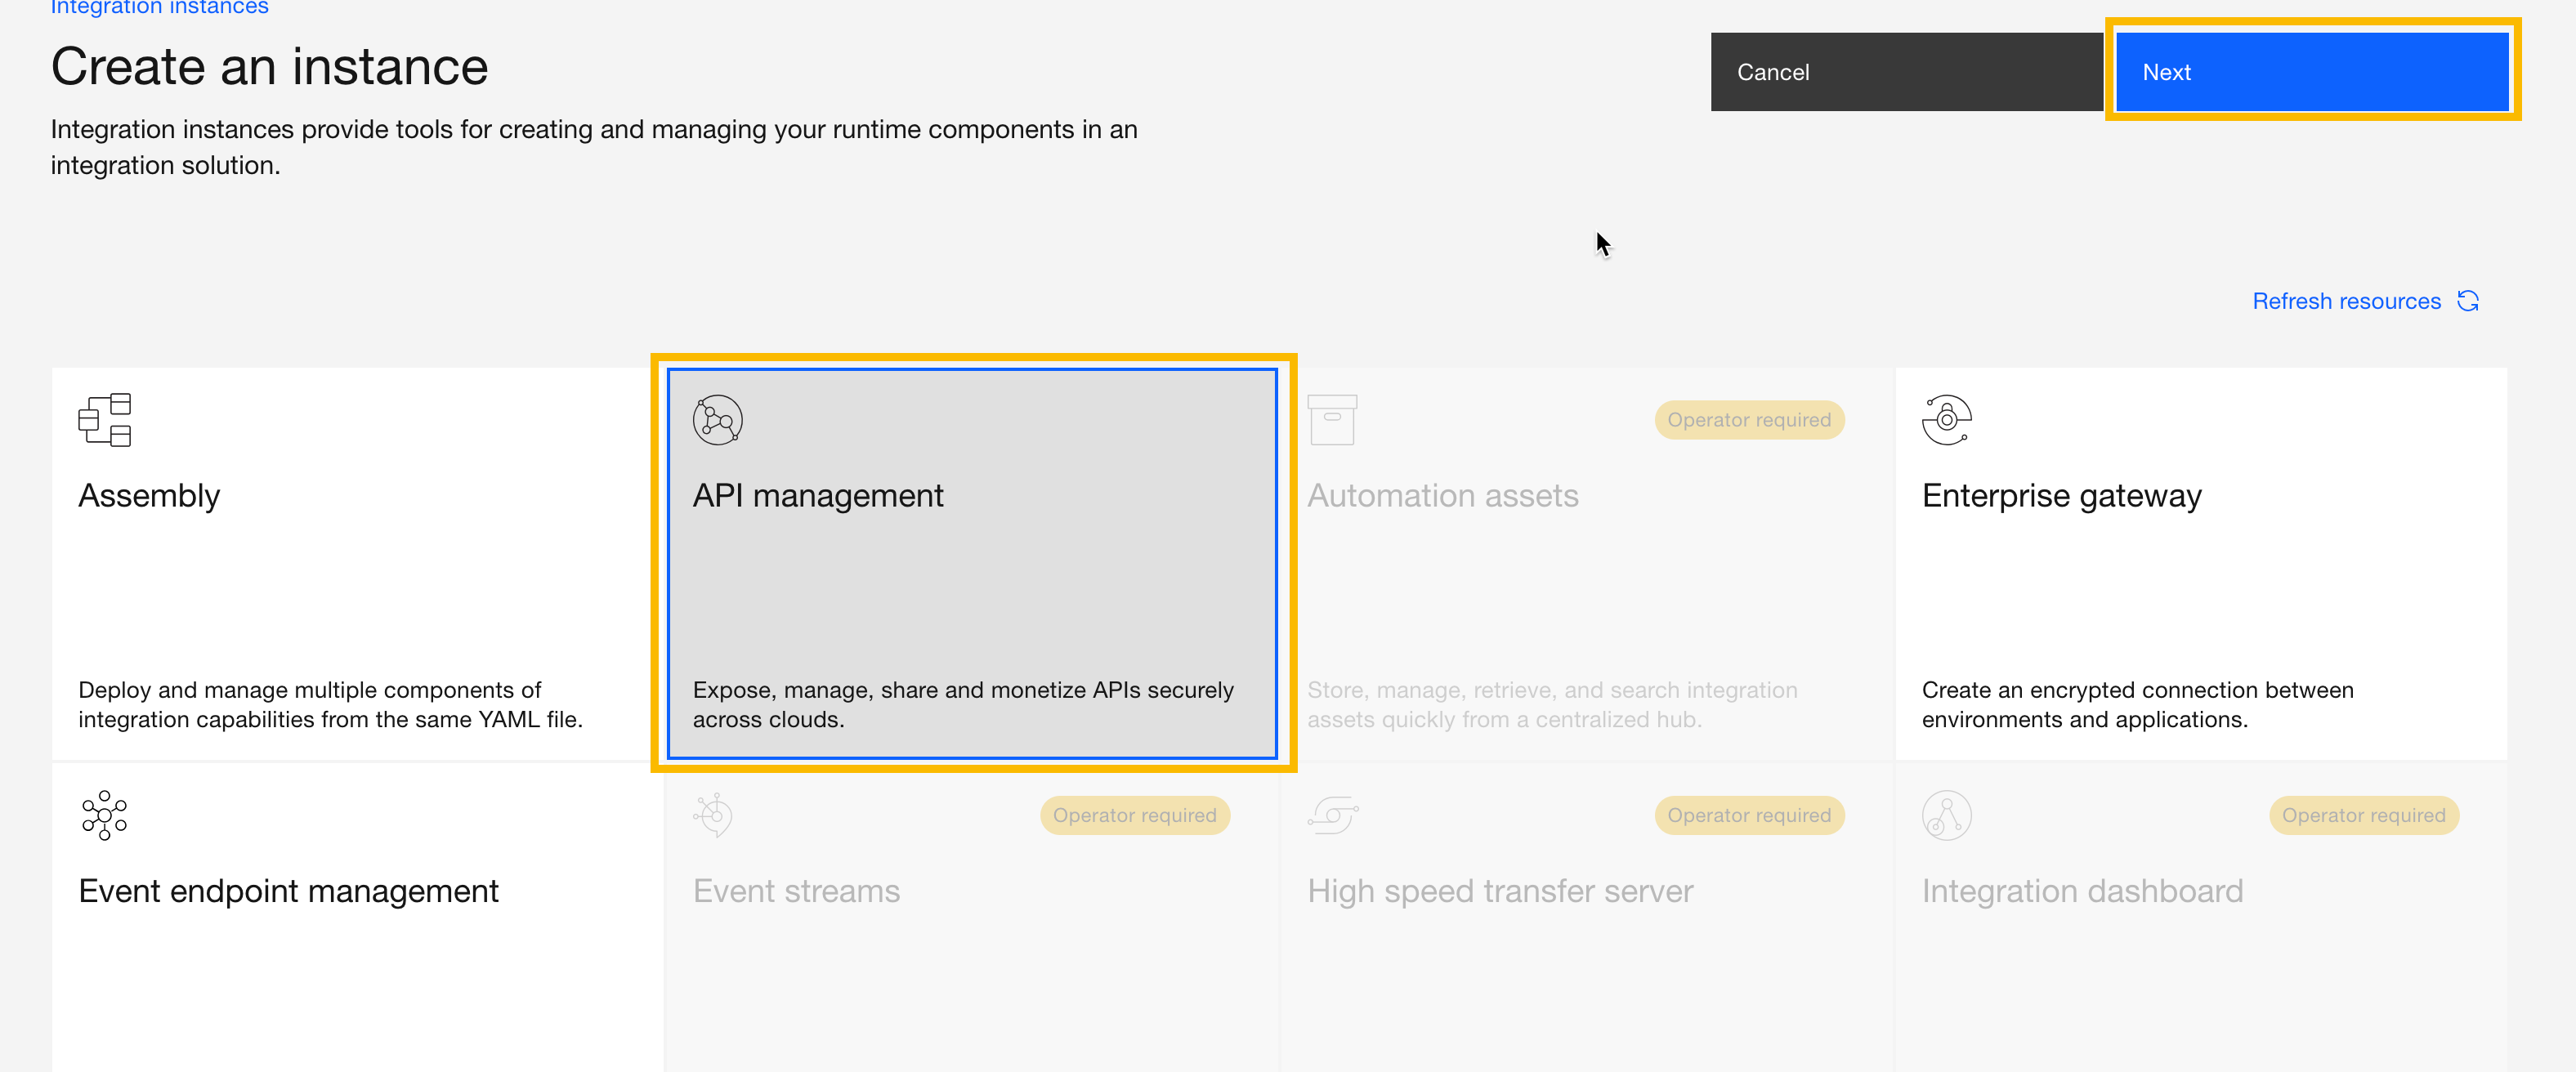 Integration instances
Create an instance
Integration instances provide tools for creating and managing your runtime components in an
integration solution.
Cancel
Next
Refresh resources
Assembly
Deploy and manage multiple components of
integration capabilities from the same YAML file.
API management
Expose, manage, share and monetize APIs securely
across clouds.
Operator required
Automation assets
Store, manage, retrieve, and search integration
assets quickly from a centralized hub.
Enterprise gateway
Create an encrypted connection between
environments and applications.
Event endpoint management
Operator required
Event streams
Operator required
High speed transfer server
Operator required
Integration dashboard